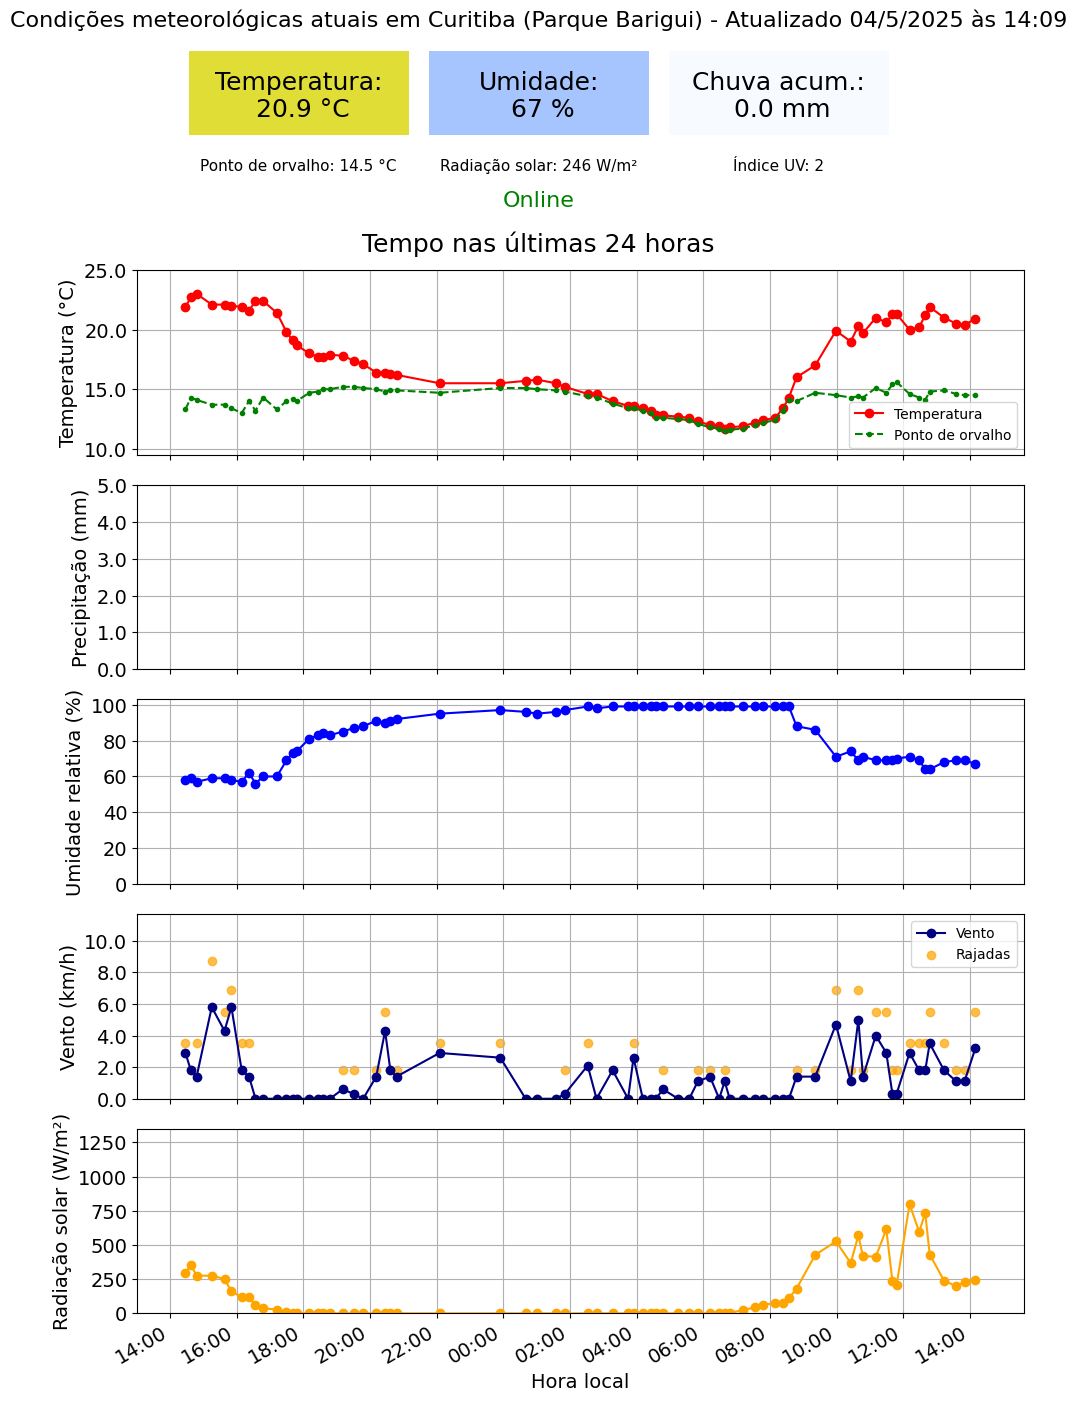 Condições meteorológicas atuais em Curitiba (Parque Barigui) - Atualizado 04/5/2025 às 14:09
Temperatura:
20.9 °C
Umidade:
67 %
Chuva acum.:
0.0 mm
Ponto de orvalho: 14.5 °C
Radiação solar: 246 W/m²
Índice UV: 2
Online
Tempo nas últimas 24 horas
Temperatura (°C)
25.0
20.0
15.0
10.0
Temperatura
Ponto de orvalho
Precipitação (mm)
5.0
4.0
3.0
2.0
1.0
0.0
Umidade relativa (%)
100
80
60
40
20
0
Vento (km/h)
10.0
8.0
6.0
4.0
2.0
0.0
Vento
Rajadas
Radiação solar (W/m²)
1250
1000
750
500
250
0
14:00
16:00
18:00
20:00
22:00
00:00
02:00
04:00
06:00
08:00
10:00
12:00
14:00
Hora local